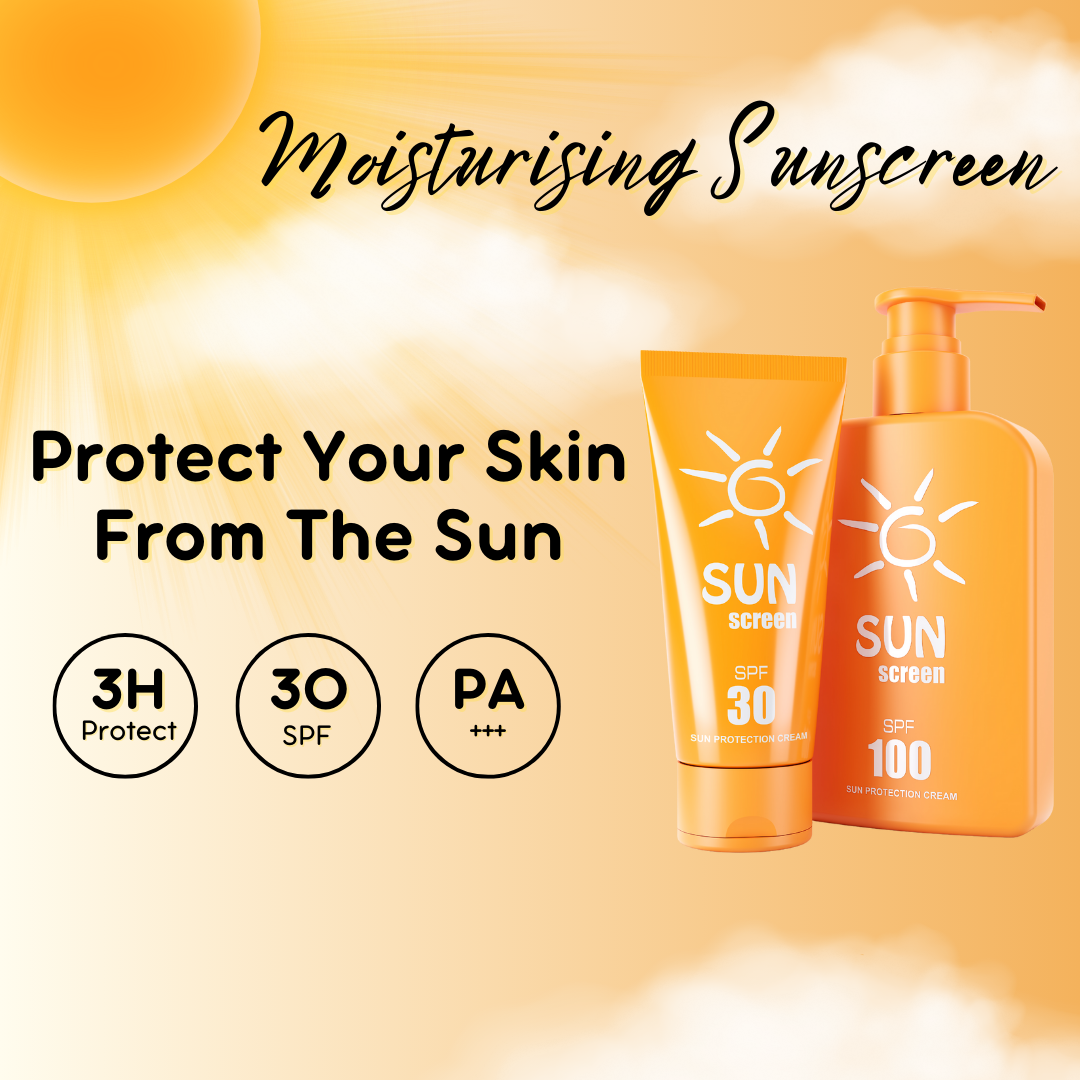 Moisturising Sunscreen
Protect Your Skin
From The Sun
3H
Protect
30
SPF
PA
+++
SUN
screen
SPF
30
SUN PROTECTION CREAM
SUN
screen
SPF
100
SUN PROTECTION CREAM